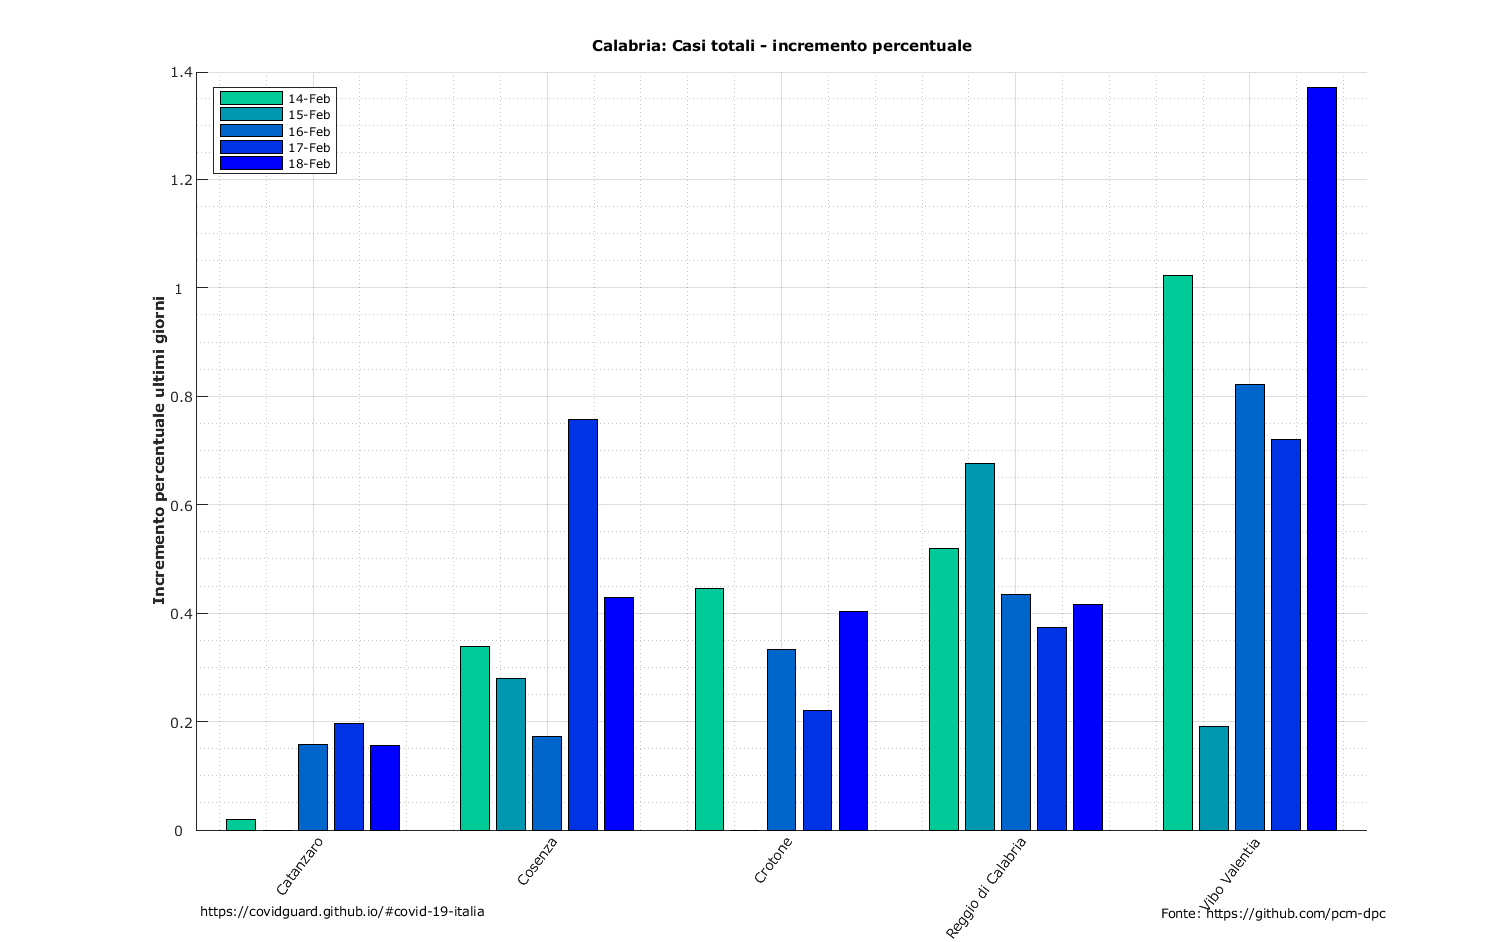 Calabria: Casi totali - incremento percentuale
Incremento percentuale ultimi giorni
1.4
1.2
1
0.8
0.6
0.4
0.2
0
14-Feb
15-Feb
16-Feb
17-Feb
18-Feb
Catanzaro
Cosenza
Crotone
Reggio di Calabria
Vibo Valentia
https://covidguard.github.io/#covid-19-italia
Fonte: https://github.com/pcm-dpc